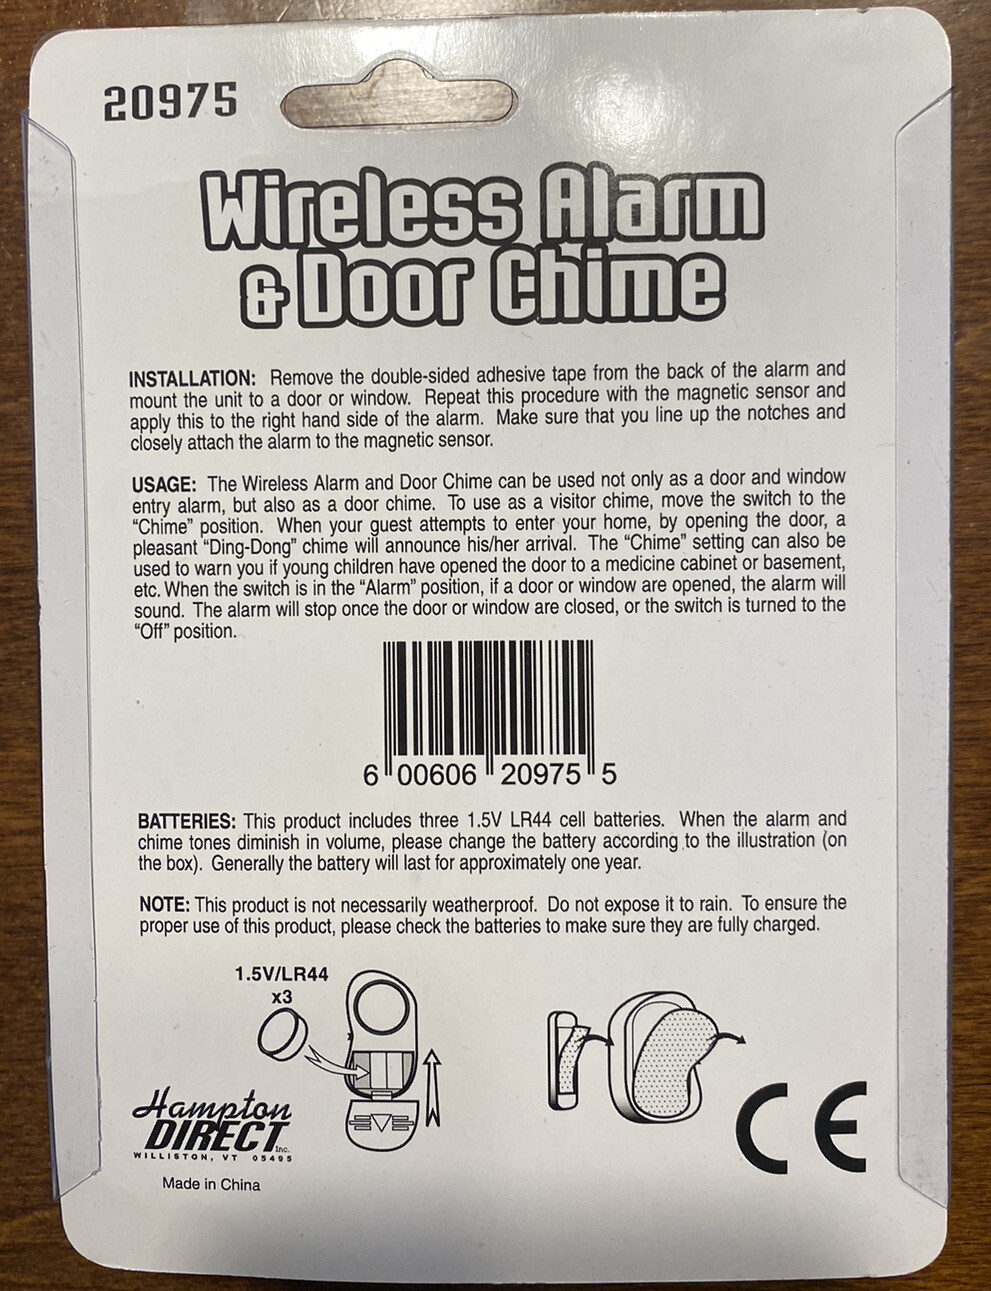 20975
Wireless Alarm
& Door Chime
INSTALLATION: Remove the double-sided adhesive tape from the back of the alarm and
mount the unit to a door or window. Repeat this procedure with the magnetic sensor and
apply this to the right hand side of the alarm. Make sure that you line up the notches and
closely attach the alarm to the magnetic sensor.
USAGE: The Wireless Alarm and Door Chime can be used not only as a door and window
entry alarm, but also as a door chime. To use as a visitor chime, move the switch to the
“Chime” position. When your guest attempts to enter your home, by opening the door, a
pleasant “Ding-Dong” chime will announce his/her arrival. The “Chime” setting can also be
used to warn you if young children have opened the door to a medicine cabinet or basement,
etc. When the switch is in the “Alarm” position, if a door or window are opened, the alarm will
sound. The alarm will stop once the door or window are closed, or the switch is turned to the
“Off” position.
6 00606 20975 5
BATTERIES: This product includes three 1.5V LR44 cell batteries. When the alarm and
chime tones diminish in volume, please change the battery according to the illustration (on
the box). Generally the battery will last for approximately one year.
NOTE: This product is not necessarily weatherproof. Do not expose it to rain. To ensure the
proper use of this product, please check the batteries to make sure they are fully charged.
1.5V/LR44
x3
Hampton
DIRECT Inc.
WILLISTON, VT 05495
Made in China
CE